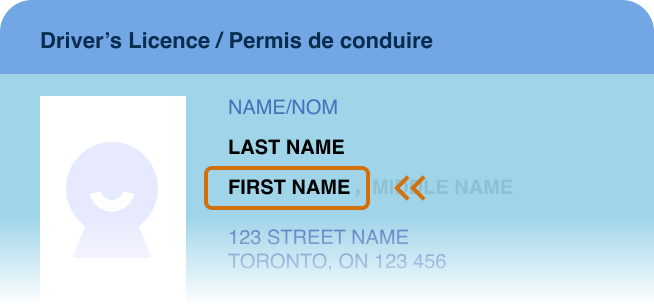 Driver’s Licence / Permis de conduire
NAME/NOM
LAST NAME
FIRST NAME , MIDDLE NAME
123 STREET NAME
TORONTO, ON 123 456